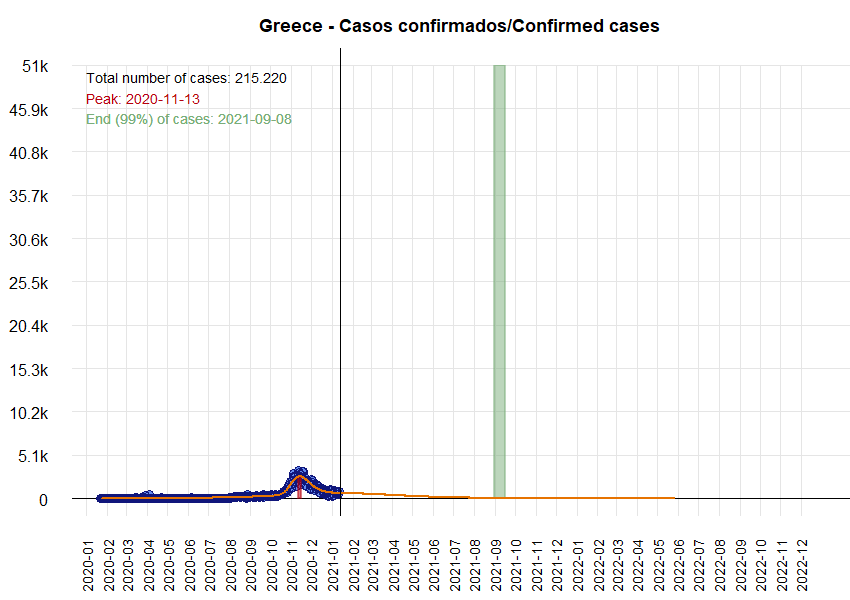 Greece - Casos confirmados/Confirmed cases
Total number of cases: 215.220
Peak: 2020-11-13
End (99%) of cases: 2021-09-08
51k
45.9k
40.8k
35.7k
30.6k
25.5k
20.4k
15.3k
10.2k
5.1k
0
2020-01
2020-02
2020-03
2020-04
2020-05
2020-06
2020-07
2020-08
2020-09
2020-10
2020-11
2020-12
2021-01
2021-02
2021-03
2021-04
2021-05
2021-06
2021-07
2021-08
2021-09
2021-10
2021-11
2021-12
2022-01
2022-02
2022-03
2022-04
2022-05
2022-06
2022-07
2022-08
2022-09
2022-10
2022-11
2022-12